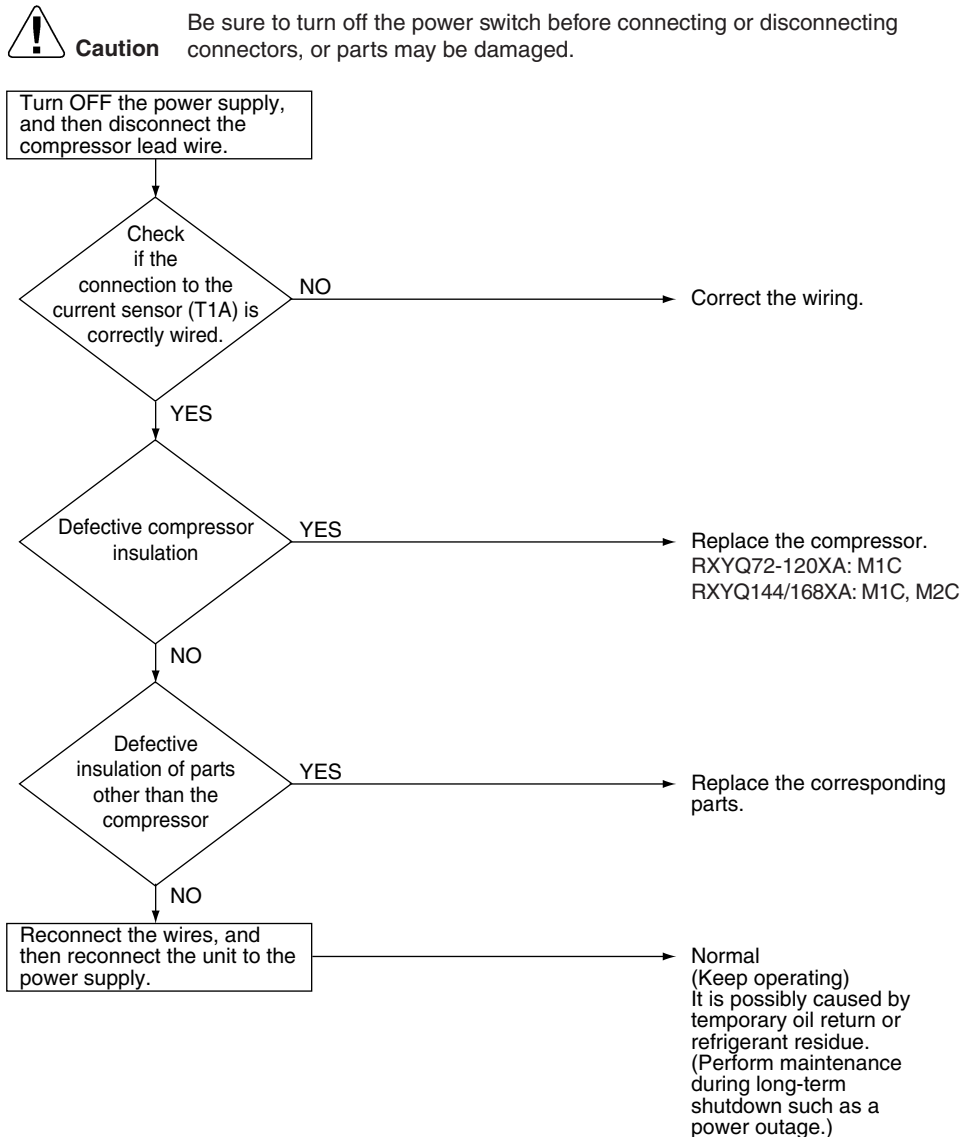 Be sure to turn off the power switch before connecting or disconnecting
Caution connectors, or parts may be damaged.
Turn OFF the power supply,
and then disconnect the
compressor lead wire.
Check
if the
connection to the
current sensor (T1A) is
correctly wired.
NO
Correct the wiring.
YES
Defective compressor
insulation
YES
Replace the compressor.
RXYQ72-120XA: M1C
RXYQ144/168XA: M1C, M2C
NO
Defective
insulation of parts
other than the
compressor
YES
Replace the corresponding
parts.
NO
Reconnect the wires, and
then reconnect the unit to the
power supply.
Normal
(Keep operating)
It is possibly caused by
temporary oil return or
refrigerant residue.
(Perform maintenance
during long-term
shutdown such as a
power outage.)